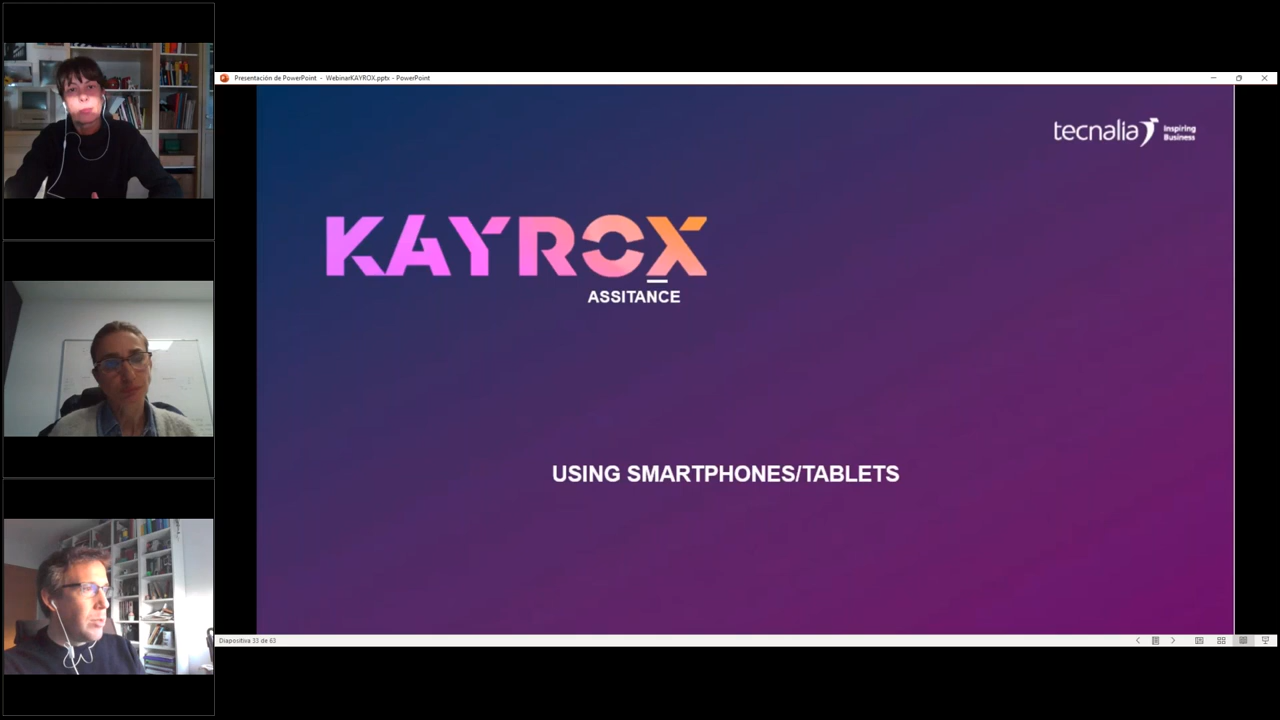 Presentación de PowerPoint - WebinarKAYROX.pptx - PowerPoint
tecnalia Inspiring Business
KAYROX
ASSITANCE
USING SMARTPHONES/TABLETS
Diapositiva 33 de 63